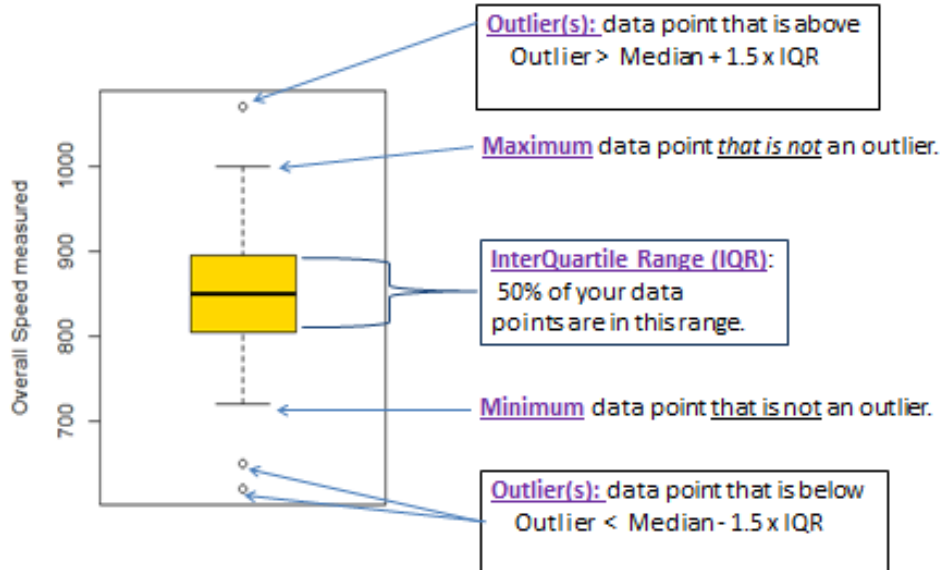 Outlier(s): data point that is above
Outlier > Median + 1.5 x IQR
Maximum data point that is not an outlier.
InterQuartile Range (IQR):
50% of your data
points are in this range.
Minimum data point that is not an outlier.
Outlier(s): data point that is below
Outlier < Median - 1.5 x IQR
Overall Speed measured
1000
900
800
700